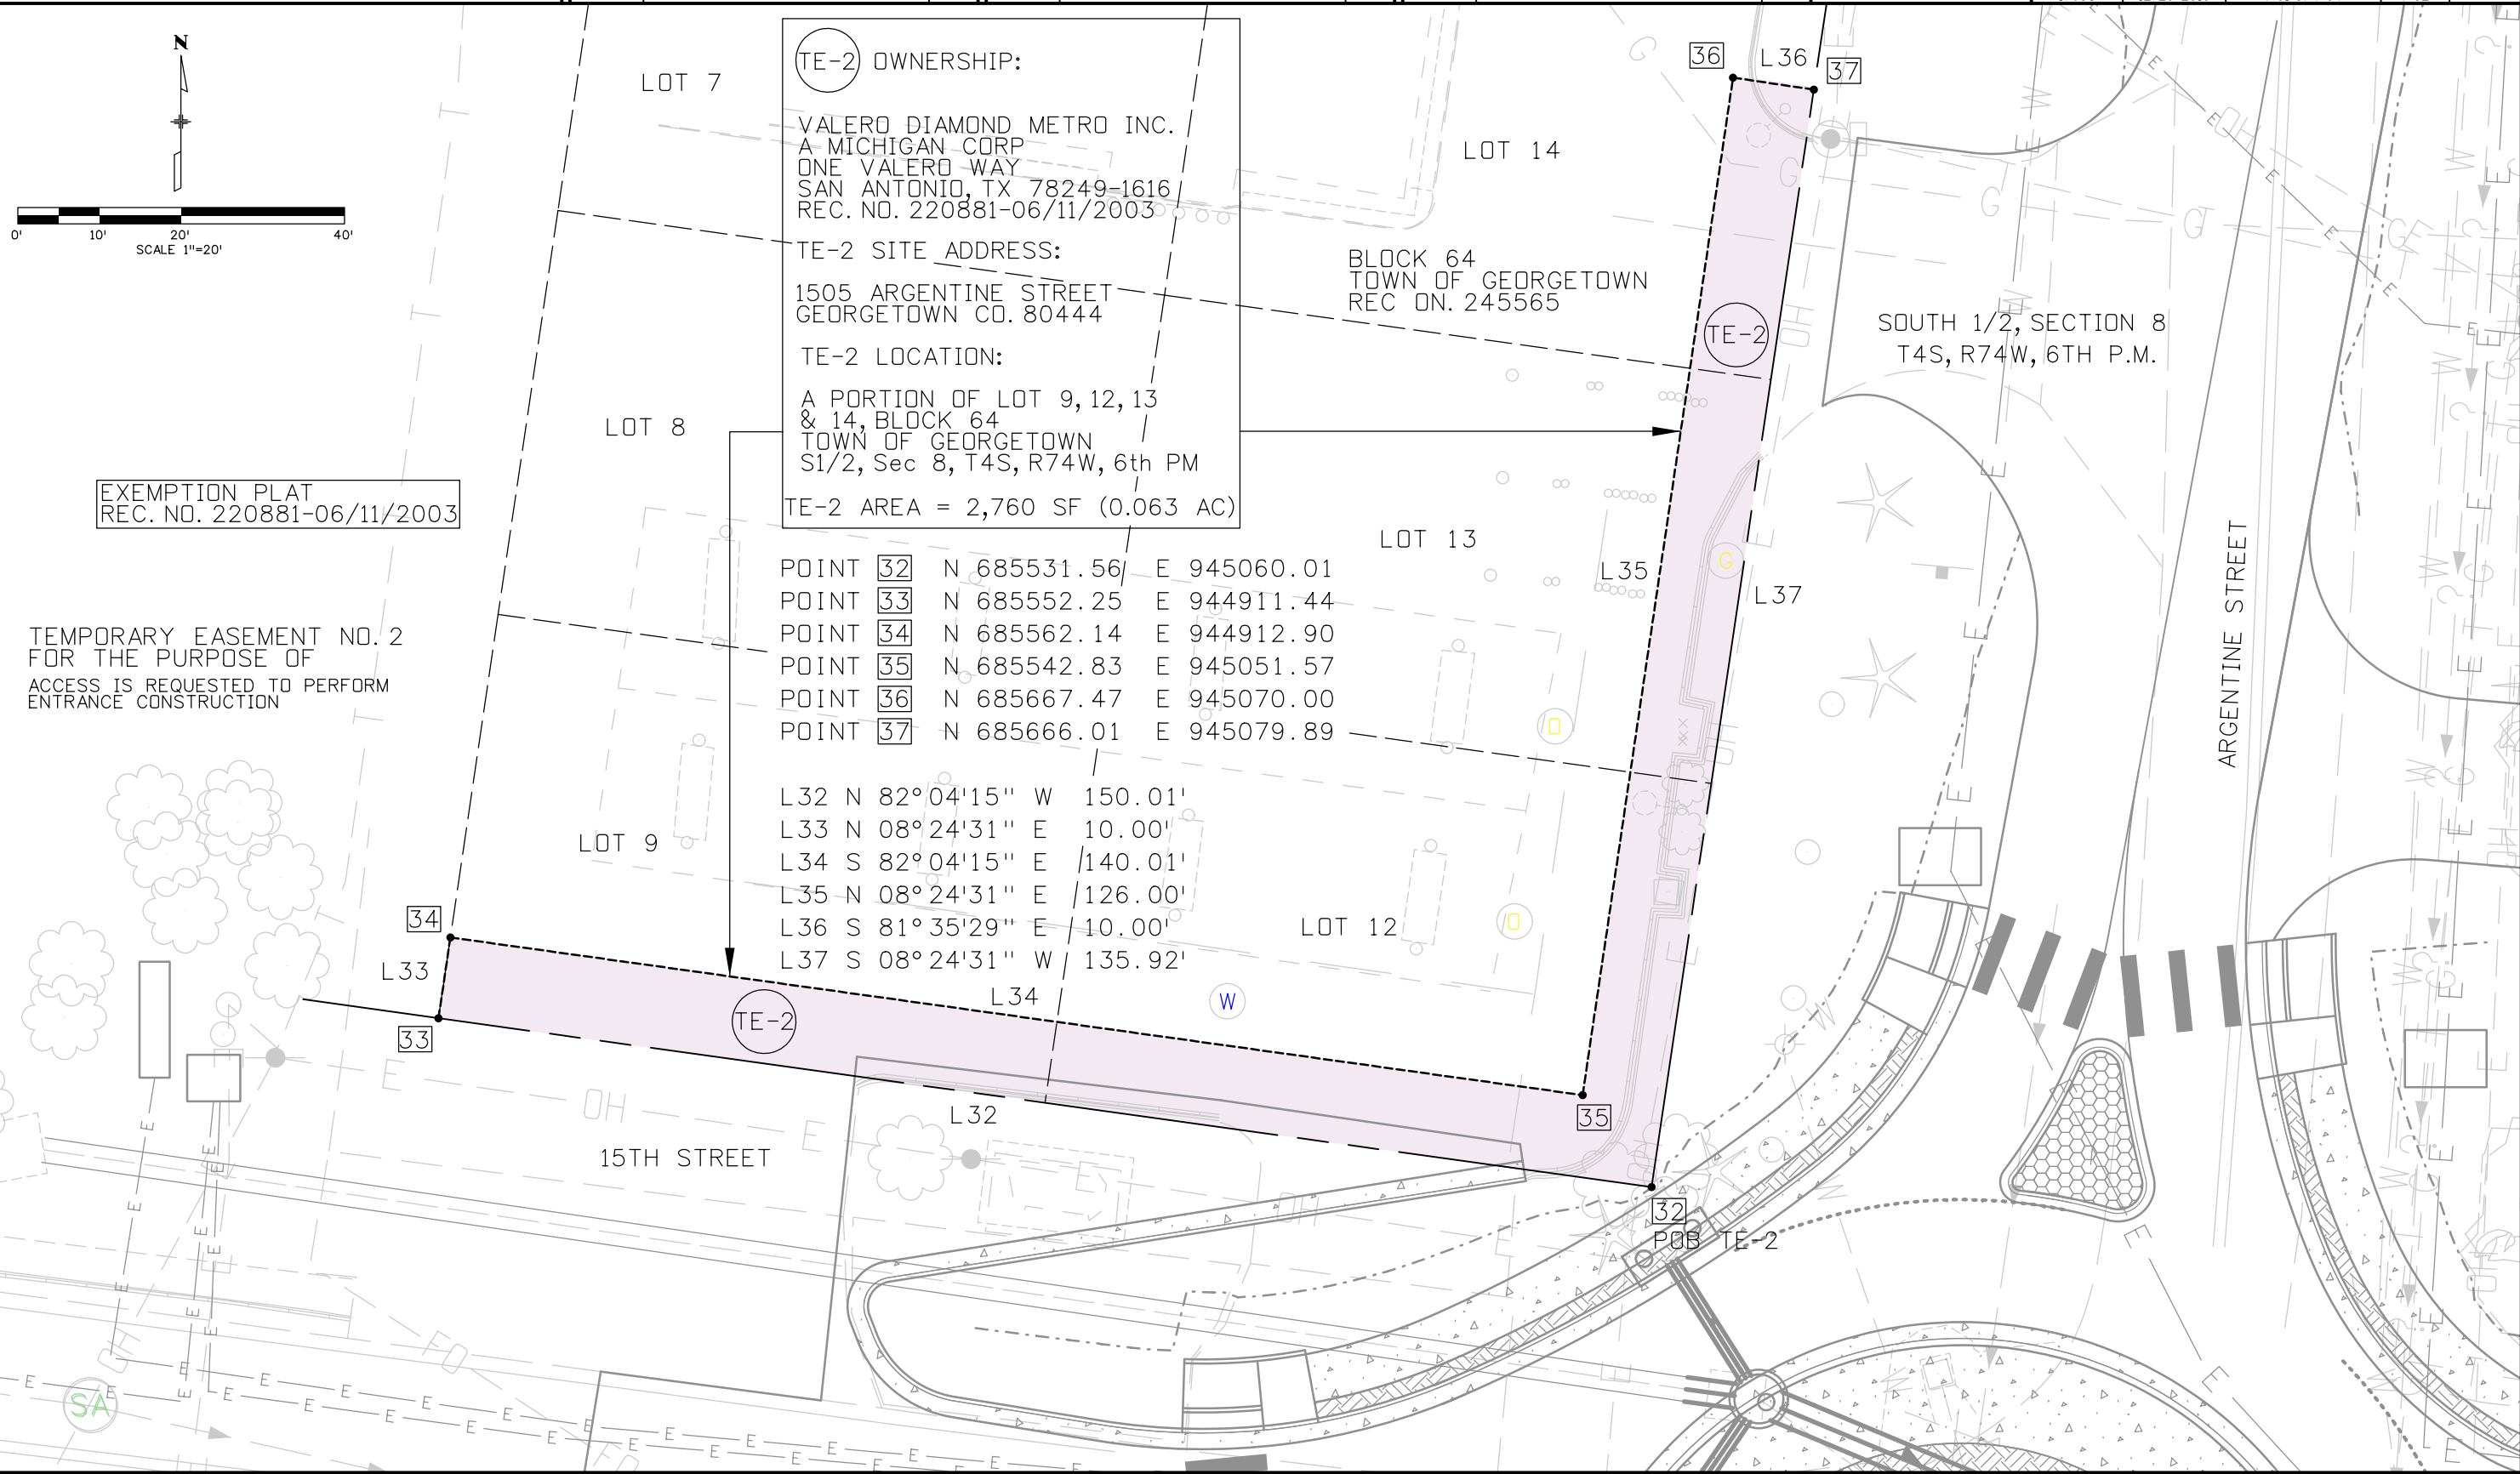 N
0' 10' 20' 40'
SCALE 1"=20'
TE-2 OWNERSHIP:
VALERO DIAMOND METRO INC.
A MICHIGAN CORP
ONE VALERO WAY
SAN ANTONIO, TX 78249-1616
REC. NO. 220881-06/11/2003
TE-2 SITE ADDRESS:
1505 ARGENTINE STREET
GEORGETOWN CO. 80444
TE-2 LOCATION:
A PORTION OF LOT 9, 12, 13
& 14, BLOCK 64
TOWN OF GEORGETOWN
S1/2, Sec 8, T4S, R74W, 6th PM
TE-2 AREA = 2,760 SF (0.063 AC)
LOT 7
LOT 14
36
L36
37
BLOCK 64
TOWN OF GEORGETOWN
REC ON. 245565
TE-2
SOUTH 1/2, SECTION 8
T4S, R74W, 6TH P.M.
LOT 8
EXEMPTION PLAT
REC. NO. 220881-06/11/2003
LOT 13
L35
L37
G
ARGENTINE STREET
TEMPORARY EASEMENT NO. 2
FOR THE PURPOSE OF
ACCESS IS REQUESTED TO PERFORM
ENTRANCE CONSTRUCTION
POINT 32 N 685531.56 E 945060.01
POINT 33 N 685552.25 E 944911.44
POINT 34 N 685562.14 E 944912.90
POINT 35 N 685542.83 E 945051.57
POINT 36 N 685667.47 E 945070.00
POINT 37 N 685666.01 E 945079.89
L32 N 82°04'15" W 150.01'
L33 N 08°24'31" E 10.00'
L34 S 82°04'15" E 140.01'
L35 N 08°24'31" E 126.00'
L36 S 81°35'29" E 10.00'
L37 S 08°24'31" W 135.92'
LOT 9
LOT 12
34
L33
33
TE-2
L34
W
L32
35
15TH STREET
32
POB TE-2
SA